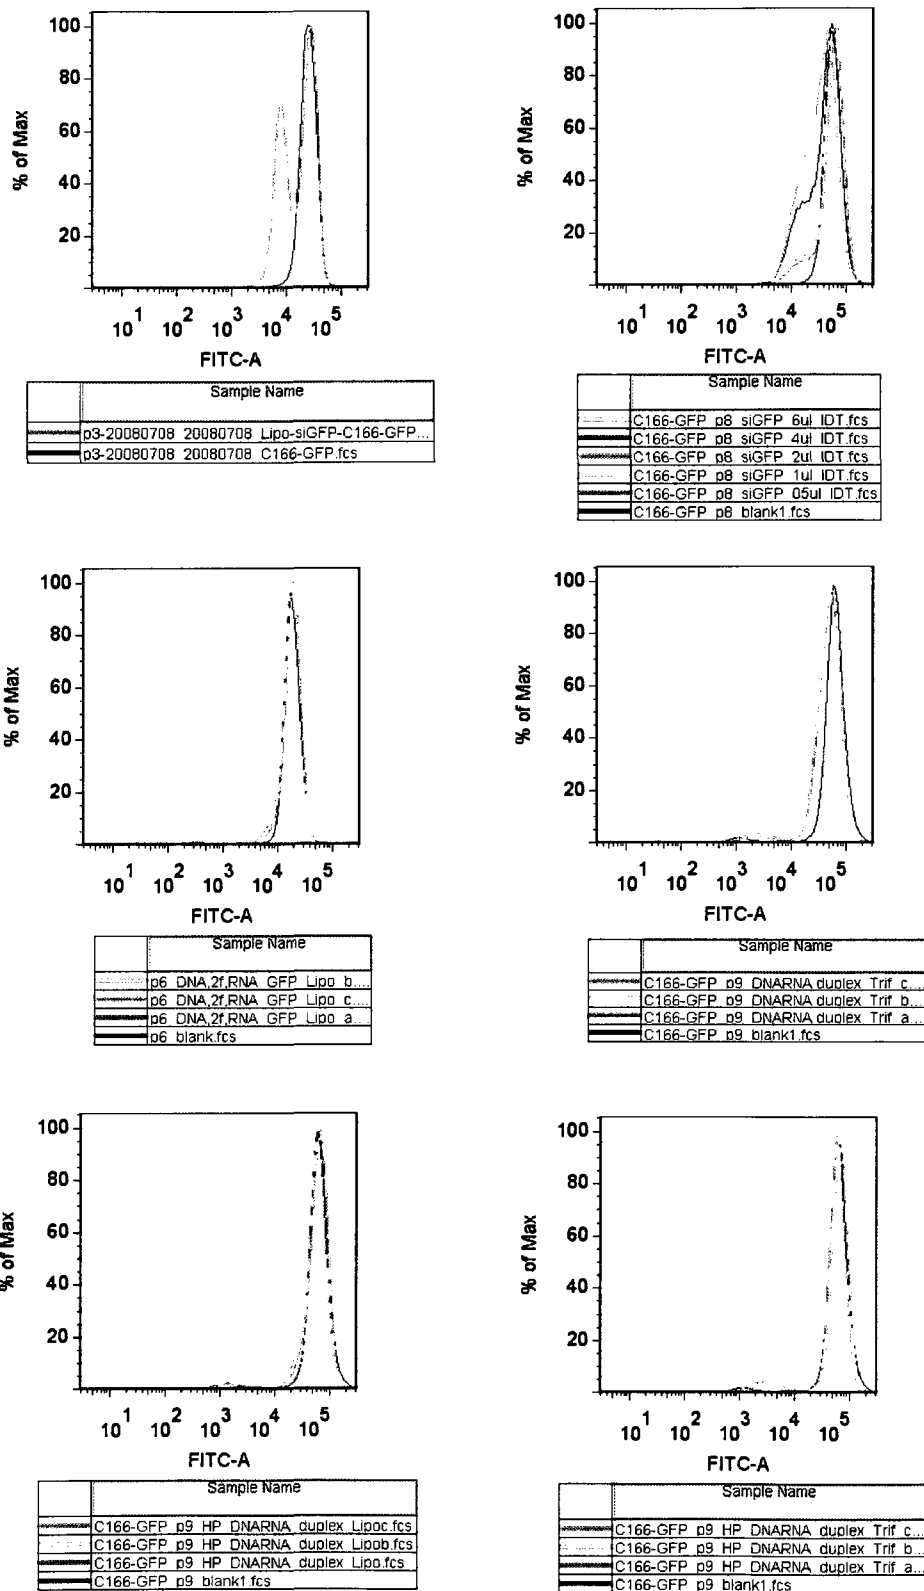 100
80
60
40
20
% of Max
10^1 10^2 10^3 10^4 10^5
FITC-A
Sample Name
p3-20080708 20080708 Lipo-siGFP-C166-GFP...
p3-20080708 20080708 C166-GFP.fcs
100
80
60
40
20
% of Max
10^1 10^2 10^3 10^4 10^5
FITC-A
Sample Name
C166-GFP p8 siGFP 6ul IDT.fcs
C166-GFP p8 siGFP 4ul IDT.fcs
C166-GFP p8 siGFP 2ul IDT.fcs
C166-GFP p8 siGFP 1ul IDT.fcs
C166-GFP p8 siGFP 05ul IDT.fcs
C166-GFP p8 blank1.fcs
100
80
60
40
20
% of Max
10^1 10^2 10^3 10^4 10^5
FITC-A
Sample Name
p6 DNA,2f,RNA GFP Lipo b....
p6 DNA,2f,RNA GFP Lipo c....
p6 DNA,2f,RNA GFP Lipo a....
p6 blank.fcs
100
80
60
40
20
% of Max
10^1 10^2 10^3 10^4 10^5
FITC-A
Sample Name
C166-GFP p9 DNARNA duplex Trif c....
C166-GFP p9 DNARNA duplex Trif b....
C166-GFP p9 DNARNA duplex Trif a....
C166-GFP p9 blank1.fcs
100
80
60
40
20
% of Max
10^1 10^2 10^3 10^4 10^5
FITC-A
Sample Name
C166-GFP p9 HP DNARNA duplex Lipoc.fcs
C166-GFP p9 HP DNARNA duplex Lipob.fcs
C166-GFP p9 HP DNARNA duplex Lipo.fcs
C166-GFP p9 blank1.fcs
100
80
60
40
20
% of Max
10^1 10^2 10^3 10^4 10^5
FITC-A
Sample Name
C166-GFP p9 HP DNARNA duplex Trif c...
C166-GFP p9 HP DNARNA duplex Trif b...
C166-GFP p9 HP DNARNA duplex Trif a...
C166-GFP p9 blank1.fcs